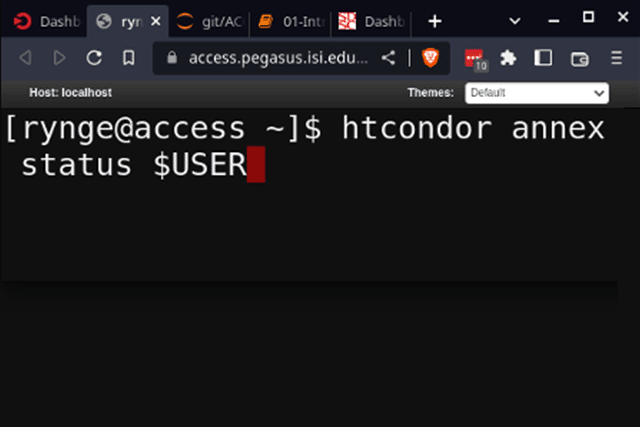 Dashb
ryn
git/AC
01-Intr
Dashb
access.pegasus.isi.edu...
10
Host: localhost
Themes:
Default
[rynge@access ~]$ htcondor annex
status $USER